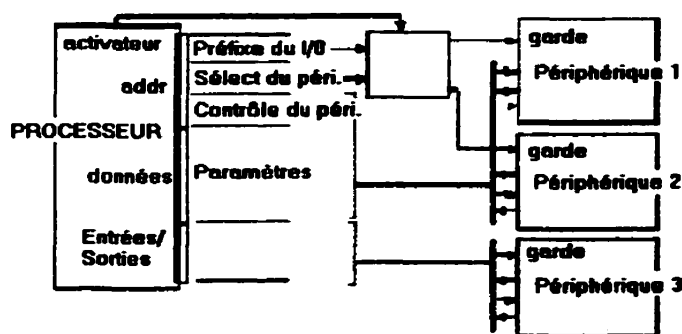 activateur
addr
PROCESSEUR
données
Entrées/
Sorties
Préfixe du I/O
Sélect du péri.
Contrôle du péri.
Paramètres
garde
Périphérique 1
garde
Périphérique 2
garde
Périphérique 3